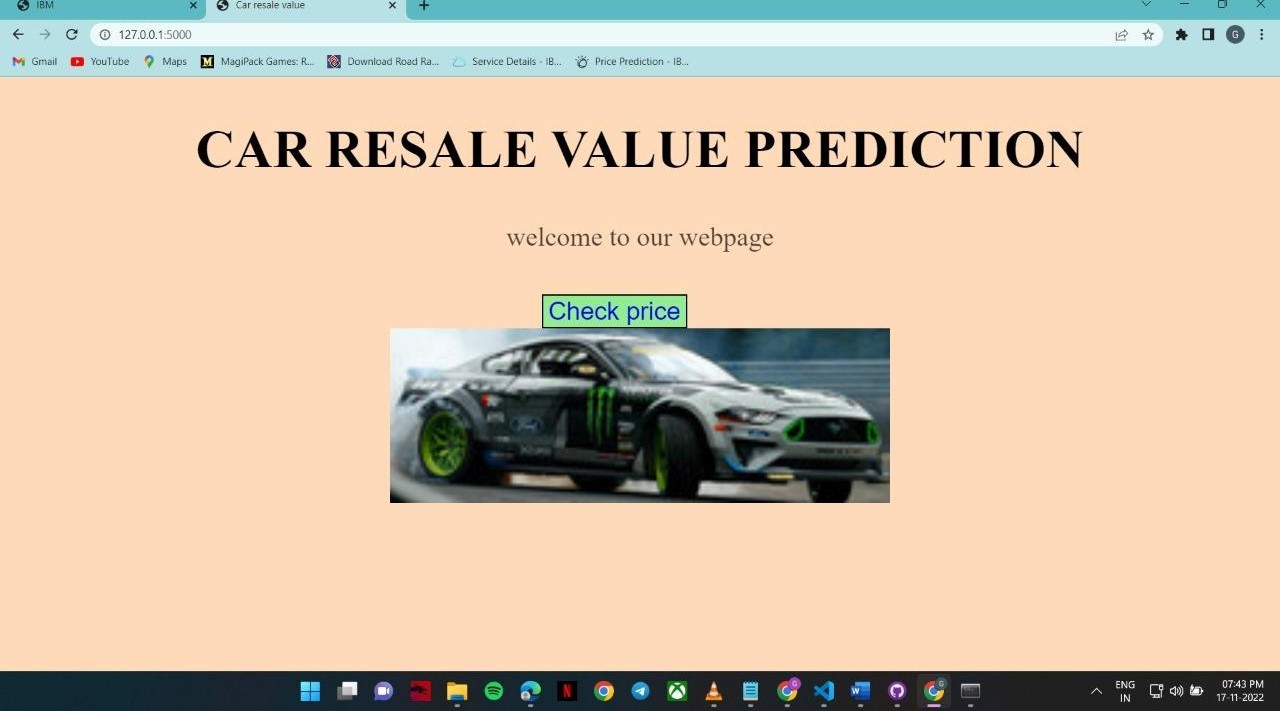 IBM
Car resale value
127.0.0.1:5000
G
Gmail
YouTube
Maps
M
MagiPack Games: R...
Download Road Ra...
Service Details - IB...
Price Prediction - IB...
CAR RESALE VALUE PREDICTION
welcome to our webpage
Check price
Ford
ENG
IN
07:43 PM
17-11-2022